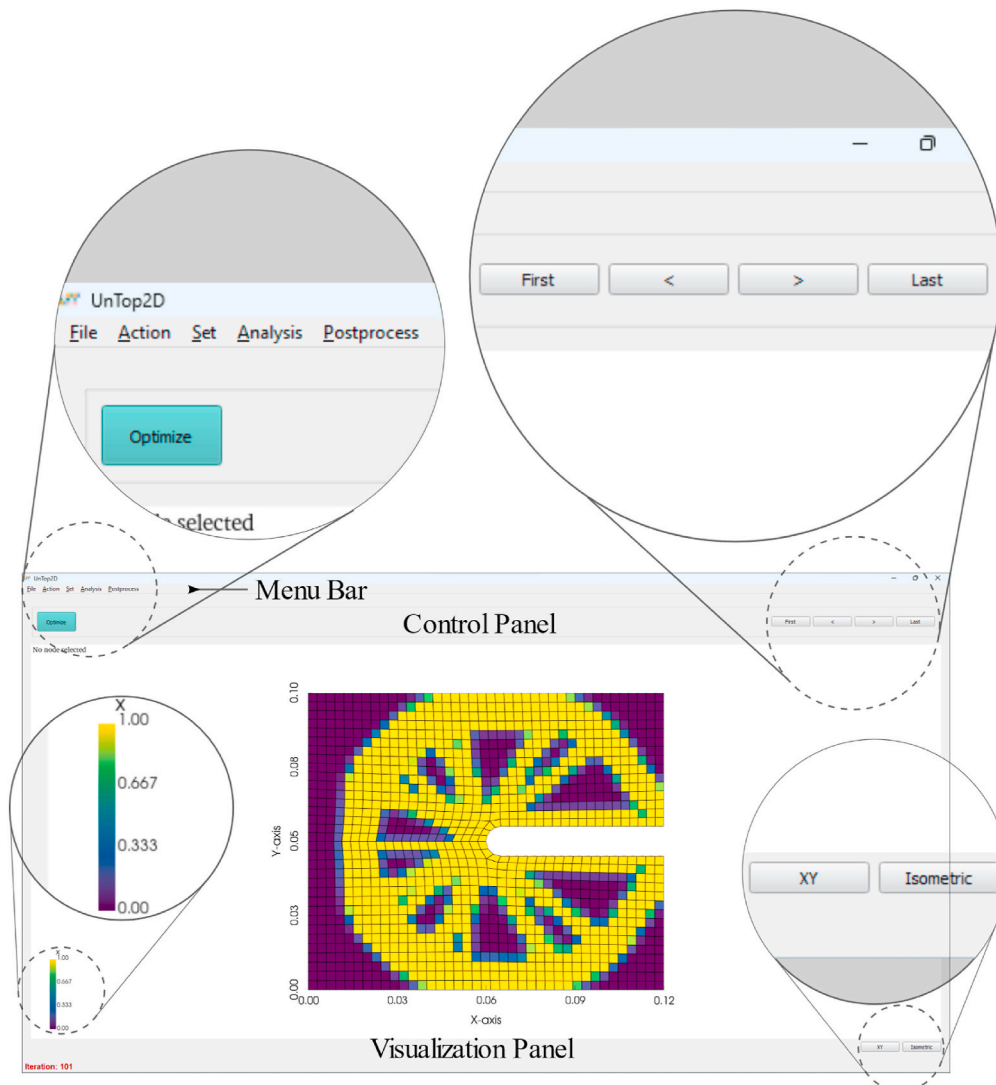 First < > Last
UnTop2D
File Action Set Analysis Postprocess
Optimize
selected
UnTop2D
File Action Set Analysis Postprocess
Menu Bar
Optimize
Control Panel
First < > Last
No node selected
X
1.00
0.667
0.333
0.00
X
1.00
0.667
0.333
0.00
0.10
0.08
0.05
0.03
0.00
Y-axis
0.00 0.03 0.06 0.09 0.12
X-axis
XY Isometric
Visualization Panel
XY Isometric
Iteration: 101